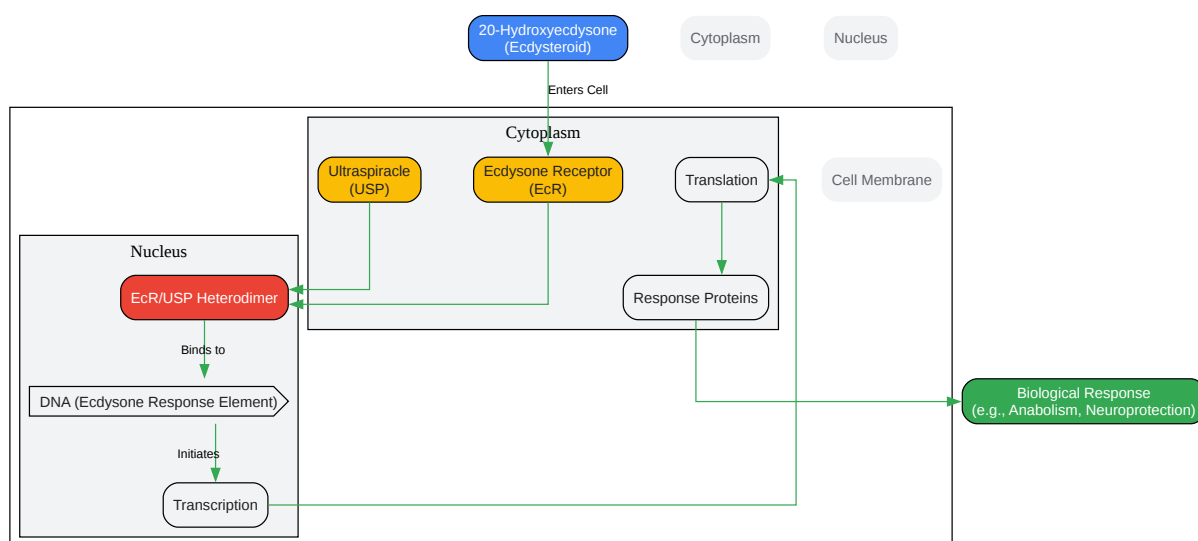 20-Hydroxyecdysone
(Ecdysteroid)
Cytoplasm
Nucleus
Enters Cell
Cytoplasm
Ultraspiracle
(USP)
Ecdysone Receptor
(EcR)
Translation
Cell Membrane
Nucleus
EcR/USP Heterodimer
Response Proteins
Binds to
DNA (Ecdysone Response Element)
Biological Response
(e.g., Anabolism, Neuroprotection)
Initiates
Transcription